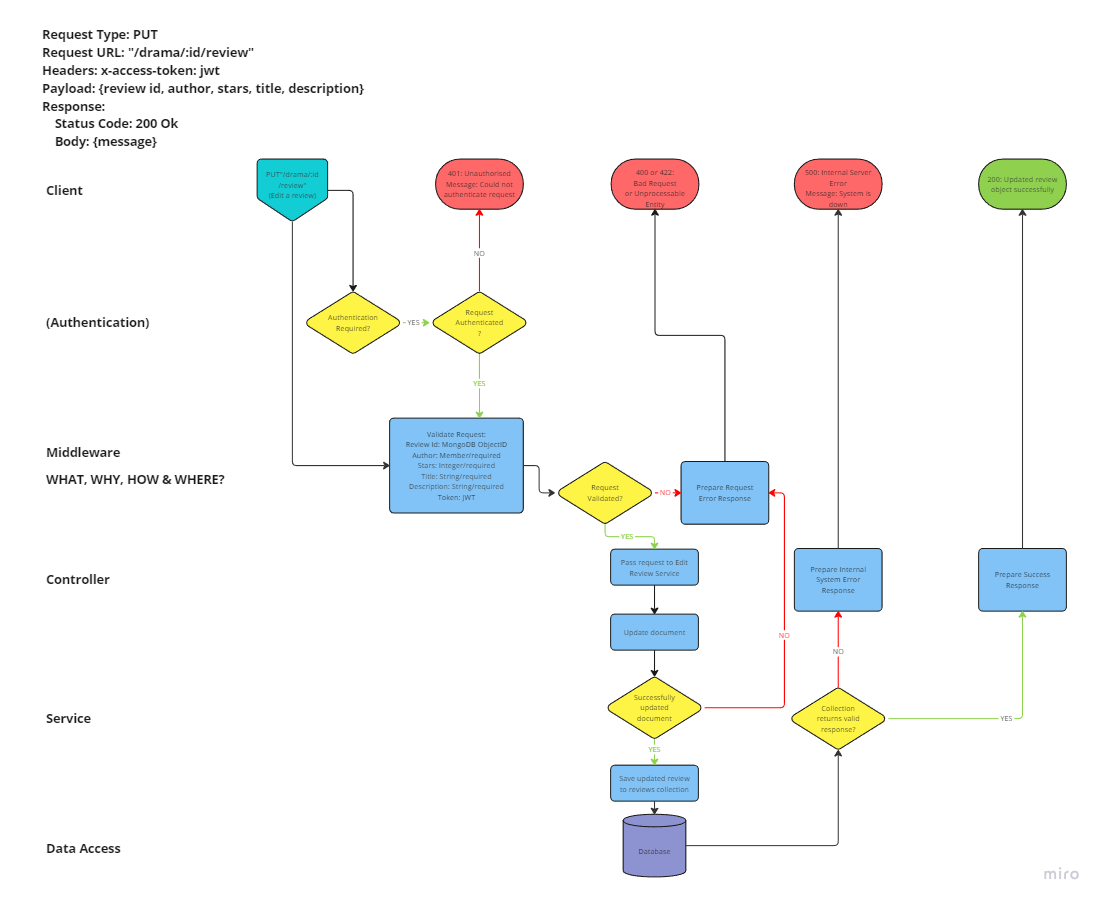 Request Type: PUT
Request URL: "/drama/:id/review"
Headers: x-access-token: jwt
Payload: {review id, author, stars, title, description}
Response:
Status Code: 200 Ok
Body: {message}
Client
PUT"/drama/:id
/review"
(Edit a review)
401: Unauthorised
Message: Could not
authenticate request
400 or 422:
Bad Request
or Unprocessable
Entity
500: Internal Server
Error
Message: System is
down
200: Updated review
object successfully
NO
(Authentication)
Authentication
Required?
YES
Request
Authenticated
?
YES
Middleware
WHAT, WHY, HOW & WHERE?
Validate Request:
Review Id: MongoDB ObjectID
Author: Member/required
Stars: Integer/required
Title: String/required
Description: String/required
Token: JWT
Request
Validated?
NO
Prepare Request
Error Response
YES
Controller
Pass request to Edit
Review Service
Prepare Internal
System Error
Response
Prepare Success
Response
Update document
NO
NO
Service
Successfully
updated
document
Collection
returns valid
response?
YES
YES
Save updated review
to reviews collection
Data Access
Database
miro